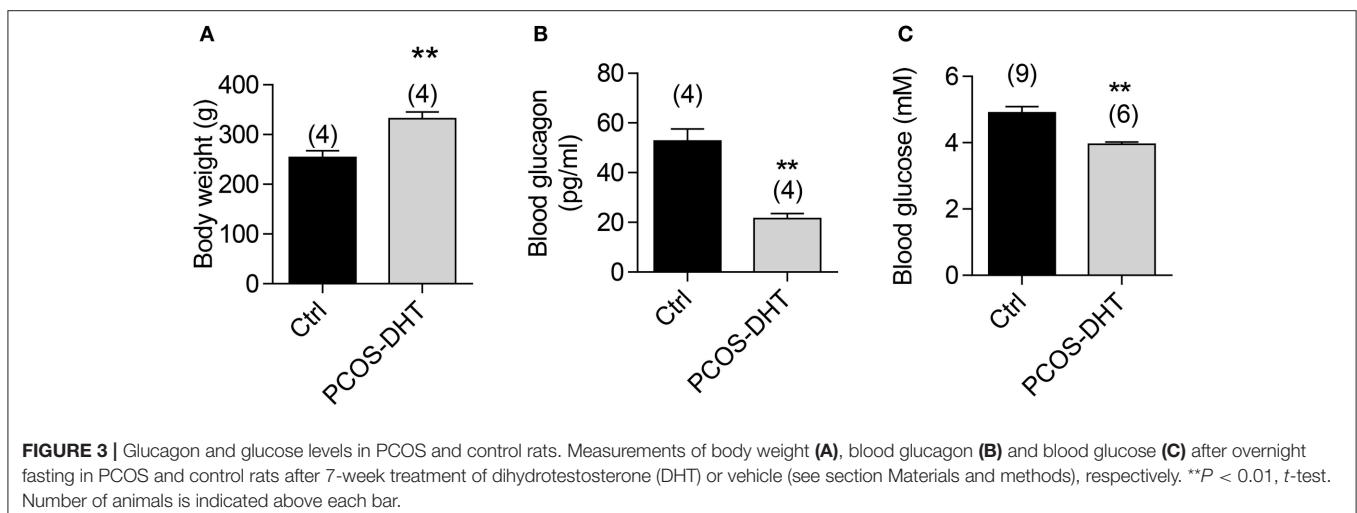 A
**
Body weight (g)
400
300
200
100
0
(4)
(4)
Ctrl
PCOS-DHT
B
Blood glucagon
(pg/ml)
80
60
40
20
0
(4)
**
(4)
Ctrl
PCOS-DHT
C
Blood glucose (mM)
6
4
2
0
(9)
**
(6)
Ctrl
PCOS-DHT
FIGURE 3 | Glucagon and glucose levels in PCOS and control rats. Measurements of body weight (A), blood glucagon (B) and blood glucose (C) after overnight
fasting in PCOS and control rats after 7-week treatment of dihydrotestosterone (DHT) or vehicle (see section Materials and methods), respectively. **P < 0.01, t-test.
Number of animals is indicated above each bar.